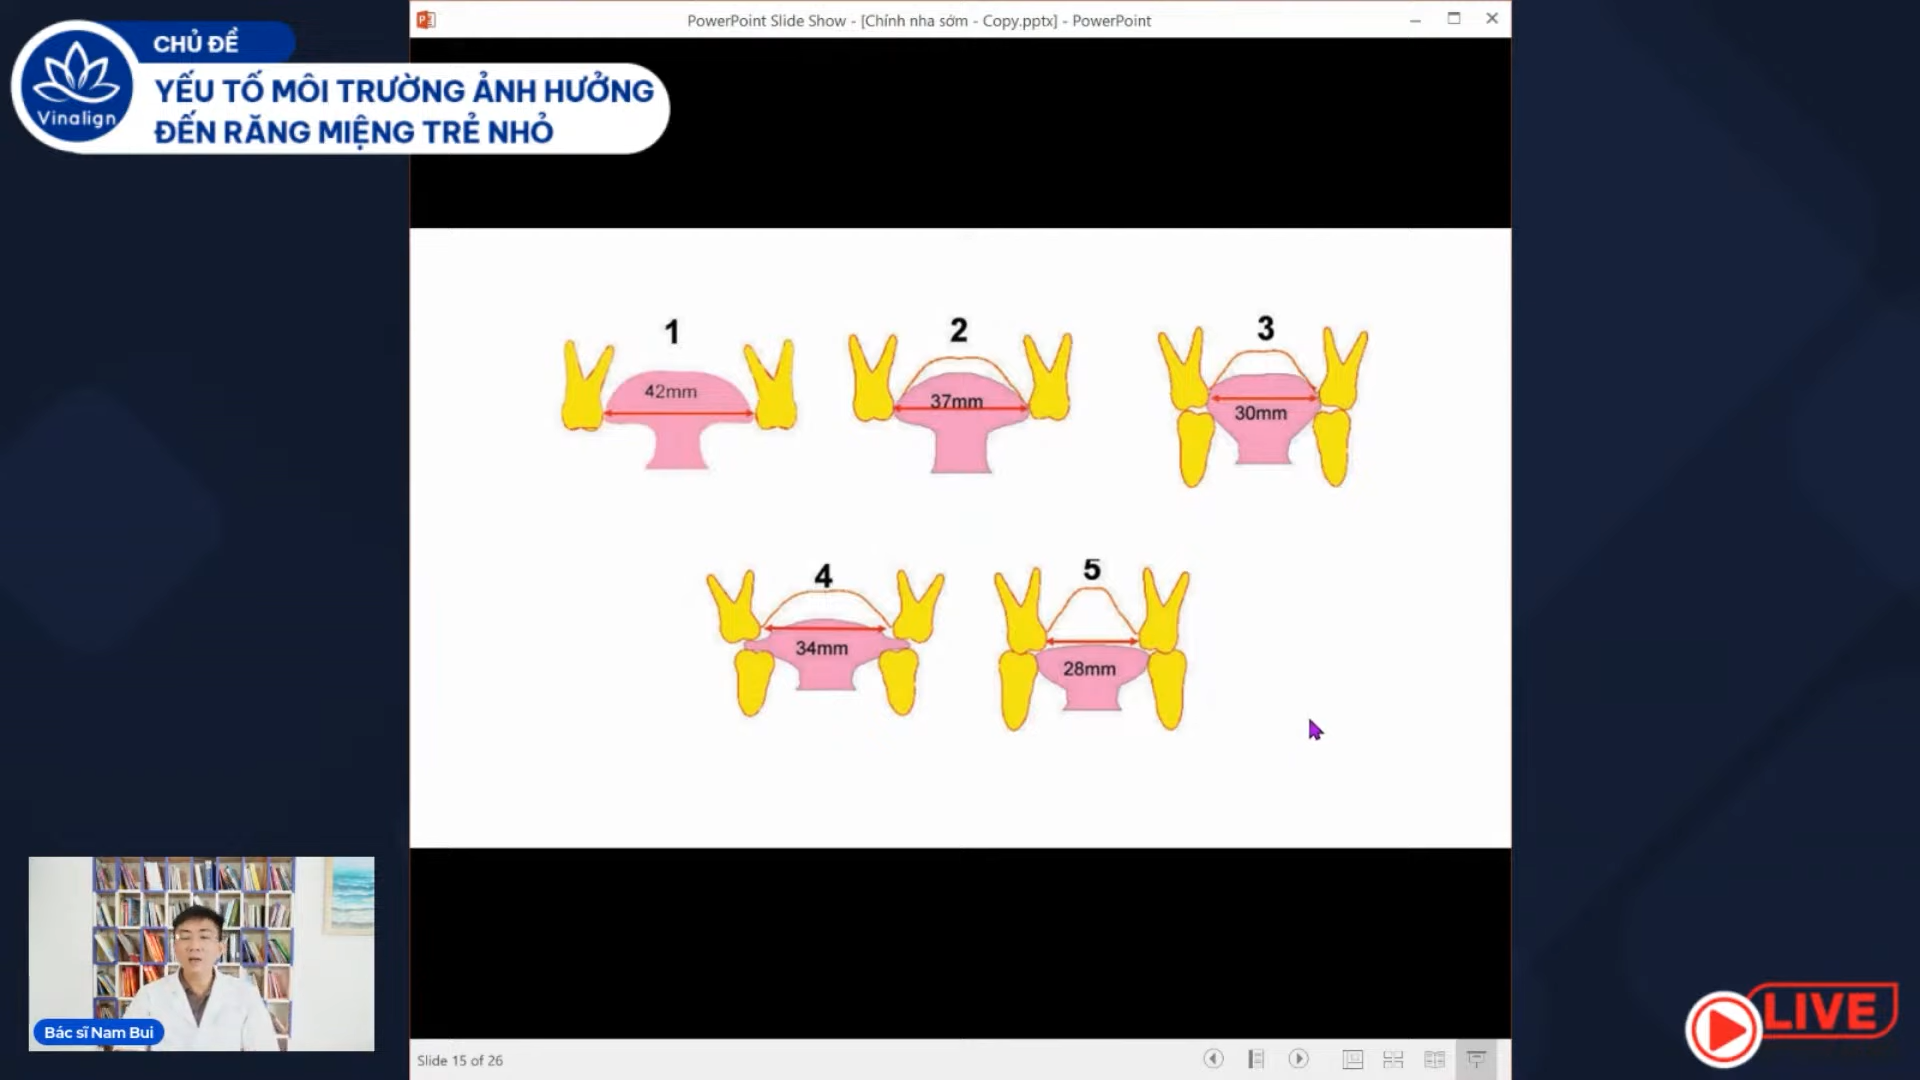 PowerPoint Slide Show - [Chính nha sớm - Copy.pptx] - PowerPoint
CHỦ ĐỀ
YẾU TỐ MÔI TRƯỜNG ẢNH HƯỞNG
ĐẾN RĂNG MIỆNG TRẺ NHỎ
Vinalign
1
2
3
42mm
37mm
30mm
4
5
34mm
28mm
Bác sĩ Nam Bui
LIVE
Slide 15 of 26